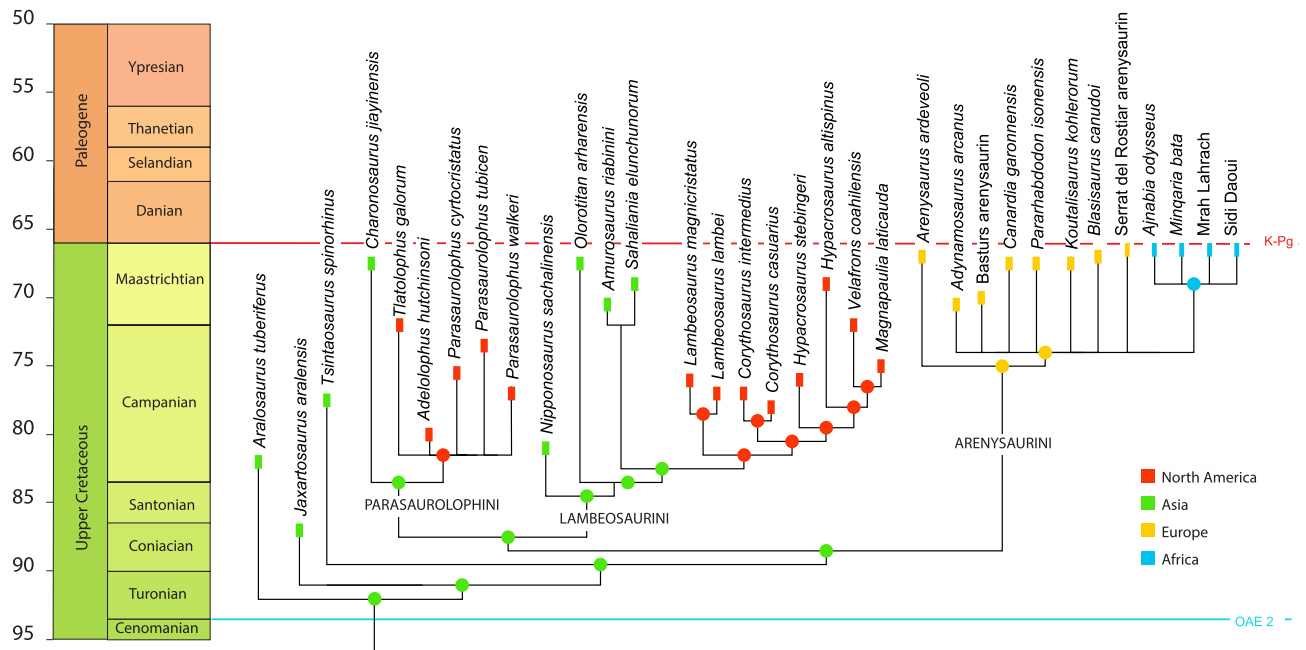 50
55
60
65
70
75
80
85
90
95
Paleogene
Upper Cretaceous
Ypresian
Thanetian
Selandian
Danian
Maastrichtian
Campanian
Santonian
Coniacian
Turonian
Cenomanian
Aralosaurus tuberiferus
Jaxartosaurus aralensis
Tsintaosaurus spinorhinus
Charonosaurus jiayinensis
Tlatolophus galorum
Adelolophus hutchinsoni
Parasaurolophus cyrtocristatus
Parasaurolophus tubicen
Parasaurolophus walkeri
Nipponosaurus sachalinensis
Olorotitan arharensis
Amurosaurus riabinini
Sahaliania elunchunorum
Lambeosaurus magnicristatus
Lambeosaurus lambei
Corythosaurus intermedius
Corythosaurus casuarius
Hypacrosaurus stebingeri
Hypacrosaurus altispinus
Velafrons coahilensis
Magnapaulia laticauda
Arenysaurus ardevoli
Adynamosaurus arcanus
Basturs arenysaurin
Canardia garonnensis
Pararhabdodon isonensis
Koutalisaurus kohlerorum
Blasisaurus canudoi
Serrat del Rostiar arenysaurin
Ajnabia odysseus
Minqaria bata
Mrah Lahrach
Sidi Daoui
K-Pg
PARASAUROLOPHINI
LAMBEOSAURINI
ARENYSAURINI
North America
Asia
Europe
Africa
OAE 2